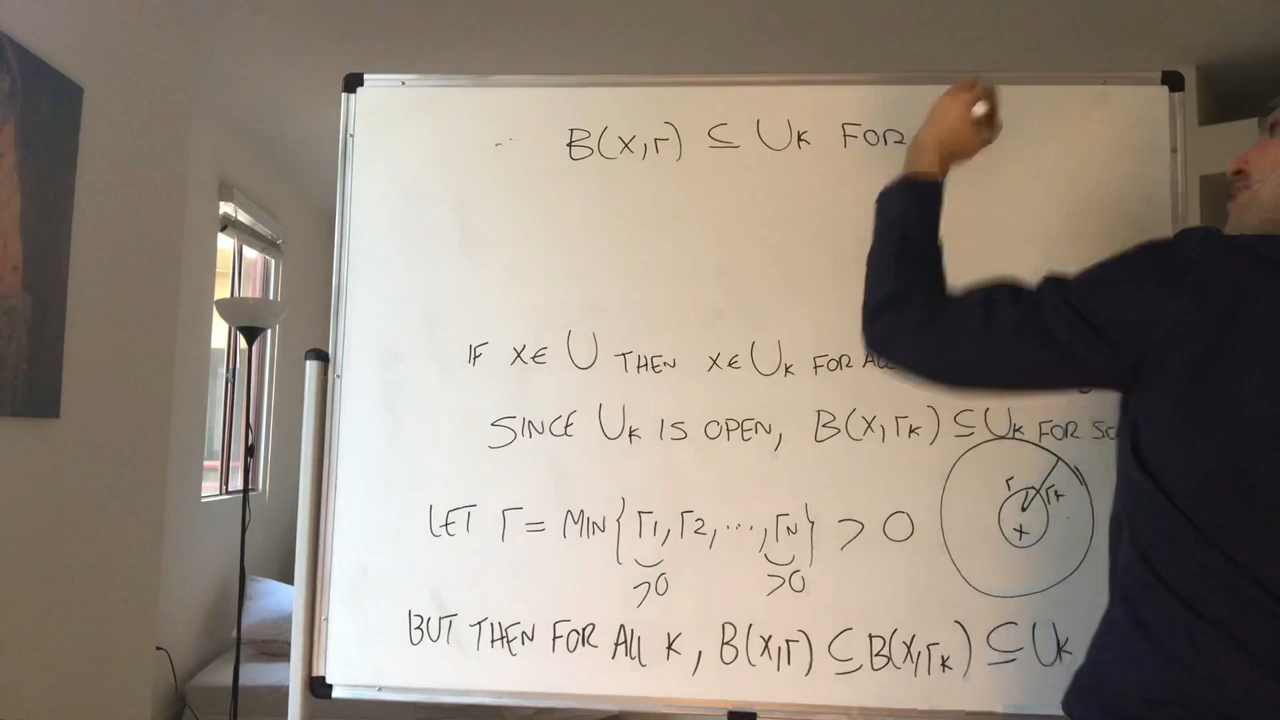 B(x,r) ⊆ Uk FOR
IF x∈ U THEN x∈ Uk FOR ALL
SINCE Uk IS OPEN, B(x,rk) ⊆ Uk FOR
r rk
x
LET r = MIN{r1, r2, ..., rN} > 0
>0 >0
BUT THEN FOR ALL k, B(x,r) ⊆ B(x,rk) ⊆ Uk